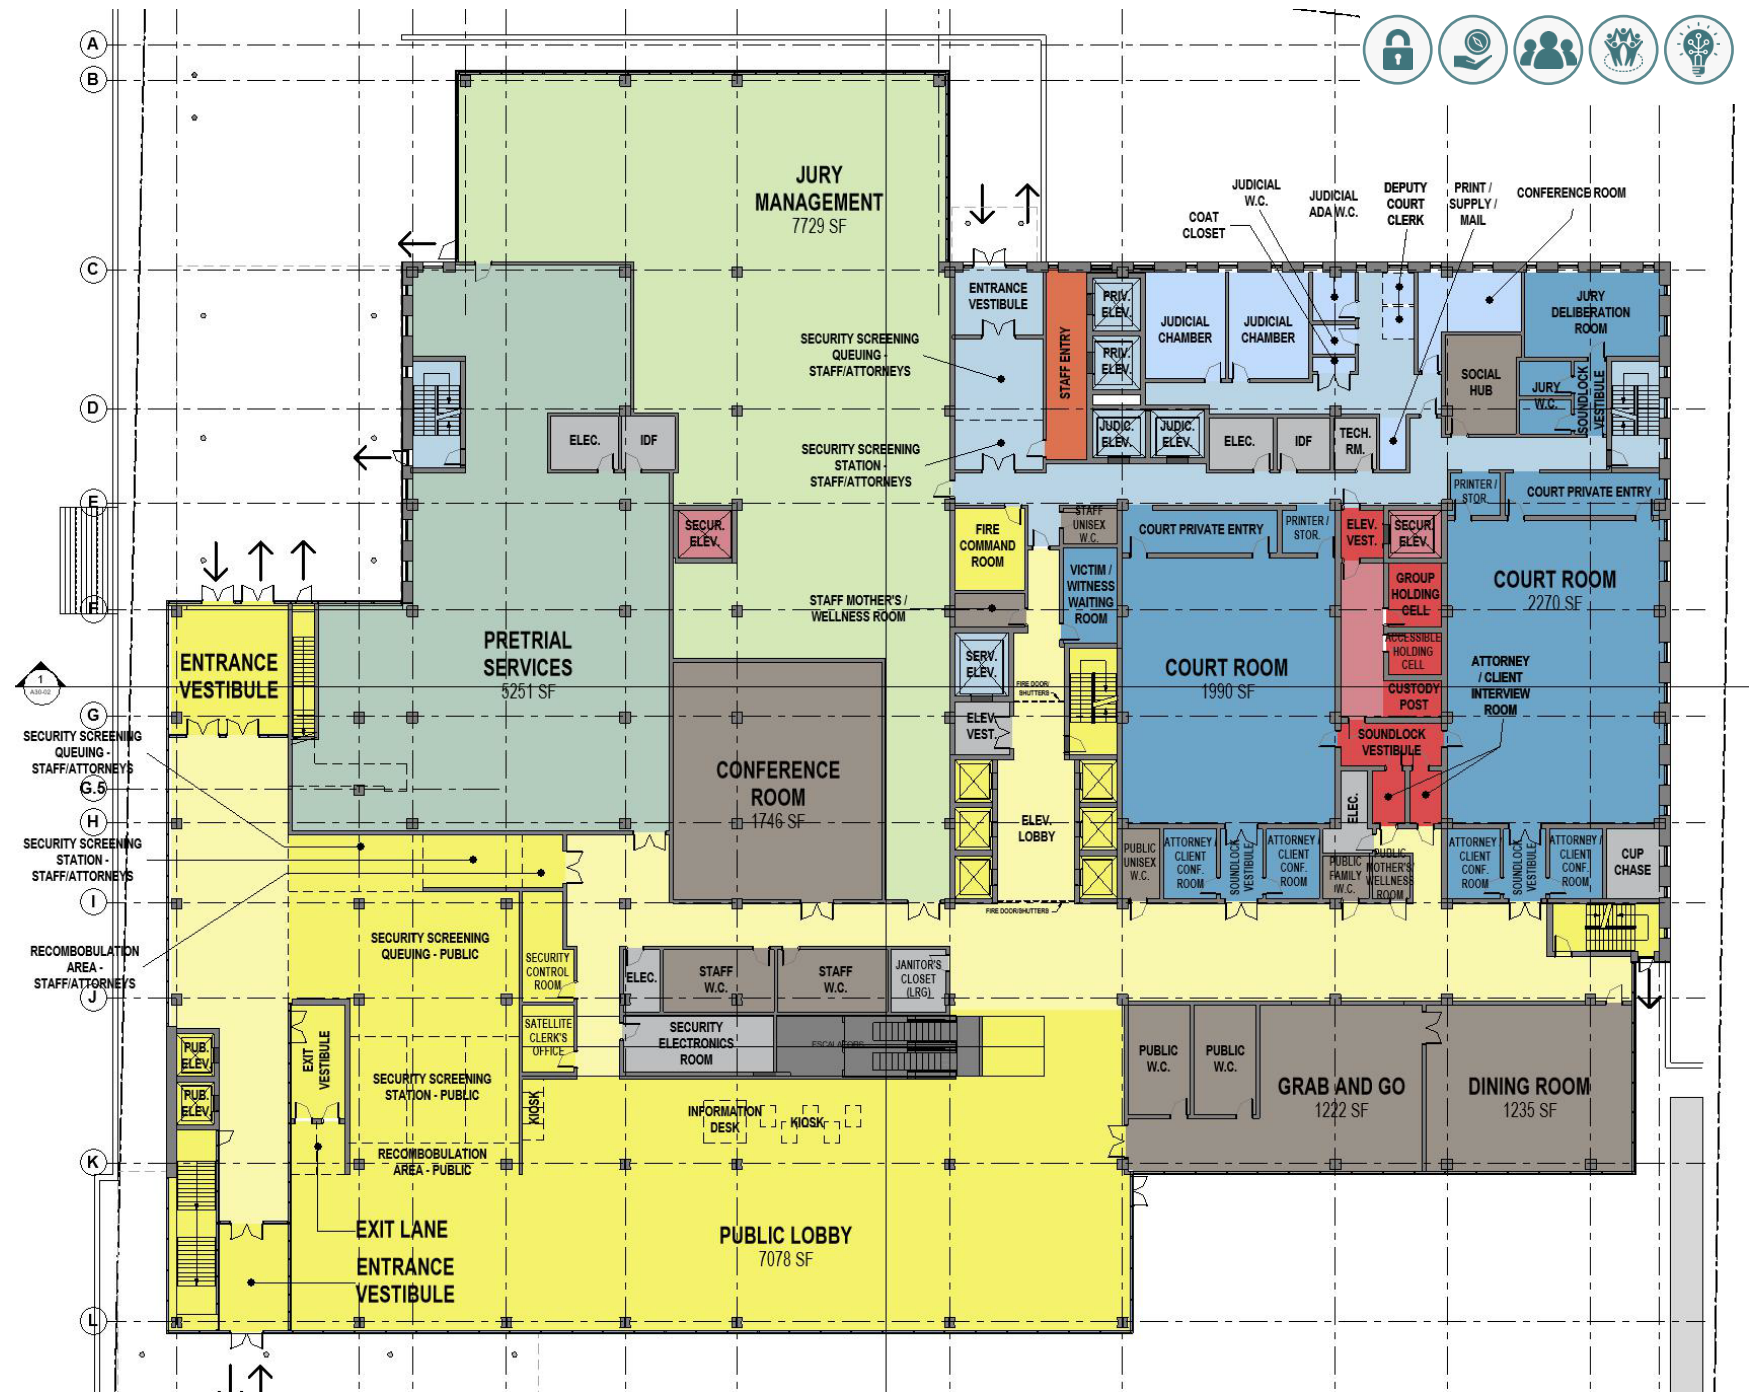 A
B
C
D
E
F
G
G.5
H
I
J
K
L
1
A30-02
JURY
MANAGEMENT
7729 SF
JUDICIAL
W.C.
JUDICIAL
ADA W.C.
DEPUTY
COURT
CLERK
PRINT /
SUPPLY /
MAIL
CONFERENCE ROOM
COAT
CLOSET
ENTRANCE
VESTIBULE
STAFF ENTRY
PRIV.
ELEV.
PRIV.
ELEV.
JUDICIAL
CHAMBER
JUDICIAL
CHAMBER
JURY
DELIBERATION
ROOM
SECURITY SCREENING
QUEUING -
STAFF/ATTORNEYS
SOCIAL
HUB
JURY
W.C.
SOUNDLOCK
VESTIBULE
SECURITY SCREENING
STATION -
STAFF/ATTORNEYS
JUDIC.
ELEV.
JUDIC.
ELEV.
ELEC.
IDF
TECH.
RM.
ELEC.
IDF
PRINTER /
STOR.
COURT PRIVATE ENTRY
SECUR.
ELEV.
FIRE
COMMAND
ROOM
STAFF
UNISEX
W.C.
COURT PRIVATE ENTRY
PRINTER /
STOR.
ELEV.
VEST.
SECUR.
ELEV.
VICTIM /
WITNESS
WAITING
ROOM
GROUP
HOLDING
CELL
COURT ROOM
2270 SF
STAFF MOTHER'S /
WELLNESS ROOM
ACCESSIBLE
HOLDING
CELL
PRETRIAL
SERVICES
5251 SF
ENTRANCE
VESTIBULE
SERV.
ELEV.
FIRE DOOR/
SHUTTERS
COURT ROOM
1990 SF
CUSTODY
POST
ATTORNEY
/ CLIENT
INTERVIEW
ROOM
ELEV.
VEST.
SOUNDLOCK
VESTIBULE
SECURITY SCREENING
QUEUING -
STAFF/ATTORNEYS
CONFERENCE
ROOM
1746 SF
ELEV.
LOBBY
ELEC.
SECURITY SCREENING
STATION -
STAFF/ATTORNEYS
PUBLIC
UNISEX
W.C.
ATTORNEY /
CLIENT
CONF.
ROOM
SOUNDLOCK
VESTIBULE
ATTORNEY /
CLIENT
CONF.
ROOM
PUBLIC
FAMILY
W.C.
PUBLIC
MOTHER'S/
WELLNESS
ROOM
ATTORNEY /
CLIENT
CONF.
ROOM
SOUNDLOCK
VESTIBULE
ATTORNEY /
CLIENT
CONF.
ROOM
CUP
CHASE
FIRE DOOR/SHUTTERS
RECOMBOBULATION
AREA -
STAFF/ATTORNEYS
SECURITY SCREENING
QUEUING - PUBLIC
SECURITY
CONTROL
ROOM
ELEC.
STAFF
W.C.
STAFF
W.C.
JANITOR'S
CLOSET
(LRG)
SATELLITE
CLERK'S
OFFICE
SECURITY
ELECTRONICS
ROOM
ESCALATORS
PUB.
ELEV.
PUB.
ELEV.
EXIT
VESTIBULE
SECURITY SCREENING
STATION - PUBLIC
KIOSK
INFORMATION
DESK
KIOSK
PUBLIC
W.C.
PUBLIC
W.C.
GRAB AND GO
1222 SF
DINING ROOM
1235 SF
RECOMBOBULATION
AREA - PUBLIC
EXIT LANE
ENTRANCE
VESTIBULE
PUBLIC LOBBY
7078 SF